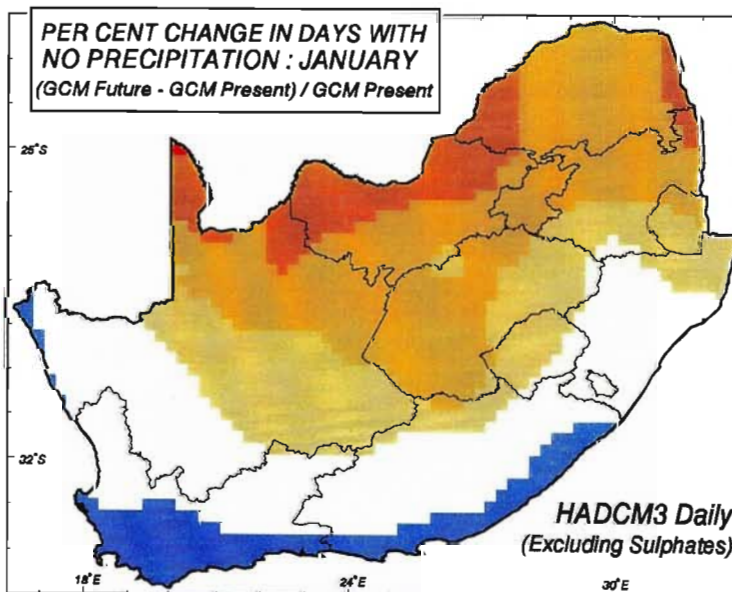 PER CENT CHANGE IN DAYS WITH
NO PRECIPITATION : JANUARY
(GCM Future - GCM Present) / GCM Present
25°S
32°S
HADCM3 Daily
(Excluding Sulphates)
18°E
24°E
30°E